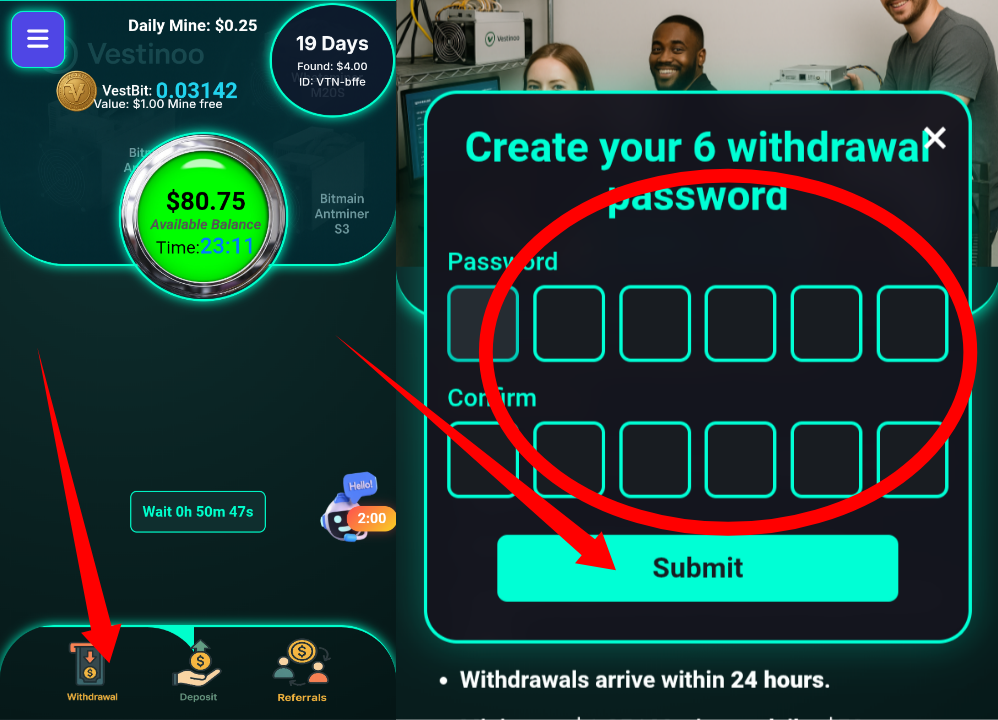 Daily Mine: $0.25
Vestinoo
19 Days
Found: $4.00
ID: VTN-bffe
M20S
VestBit: 0.03142
Value: $1.00 Mine free
$80.75
Available Balance
Time:23:11
Bitmain
Antminer
S3
Wait 0h 50m 47s
Hello!
2:00
Withdrawal
Deposit
Referrals
Vestinoo
Create your 6 withdrawal
password
Password
Confirm
Submit
• Withdrawals arrive within 24 hours.